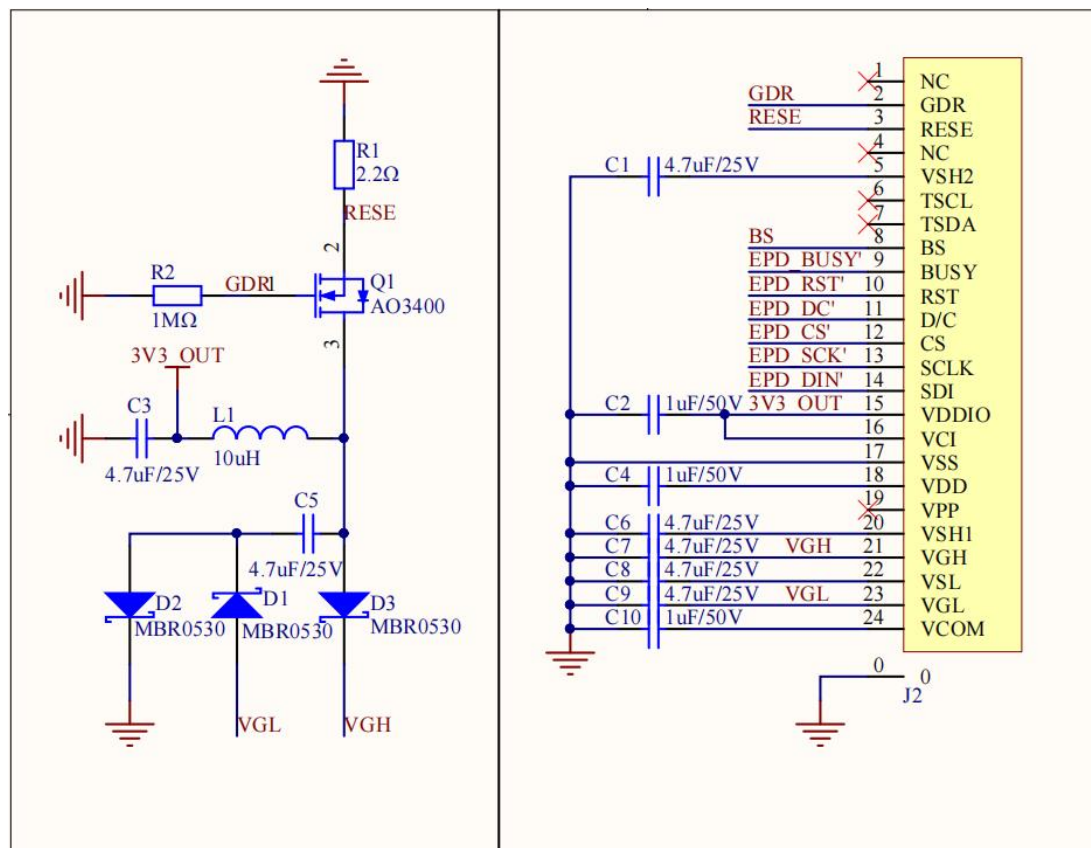 R1
2.2Ω
RESE
2
R2
GDR
1
Q1
1MΩ
AO3400
3
3V3_OUT
C3
L1
10uH
4.7uF/25V
C5
4.7uF/25V
D2
D1
D3
MBR0530
MBR0530
MBR0530
VGL
VGH
1
NC
GDR
2
GDR
RESE
3
RESE
4
NC
C1
4.7uF/25V
5
VSH2
6
TSCL
7
TSDA
BS
8
BS
EPD_BUSY'
9
BUSY
EPD_RST'
10
RST
EPD_DC'
11
D/C
EPD_CS'
12
CS
EPD_SCK'
13
SCLK
EPD_DIN'
14
SDI
C2
1uF/50V
3V3_OUT
15
VDDIO
16
VCI
17
VSS
C4
1uF/50V
18
VDD
19
VPP
C6
4.7uF/25V
20
VSH1
C7
4.7uF/25V
VGH
21
VGH
C8
4.7uF/25V
22
VSL
C9
4.7uF/25V
VGL
23
VGL
C10
1uF/50V
24
VCOM
0
0
J2